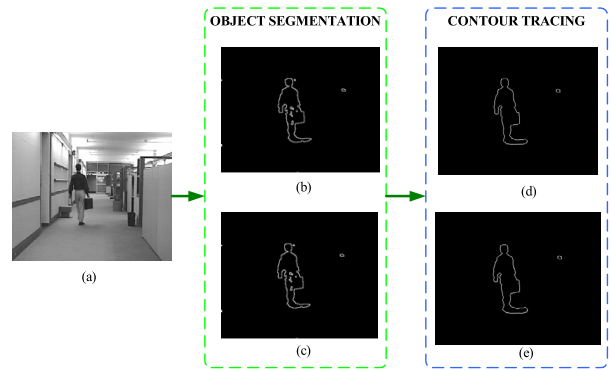 OBJECT SEGMENTATION
CONTOUR TRACING
(a)
(b)
(c)
(d)
(e)